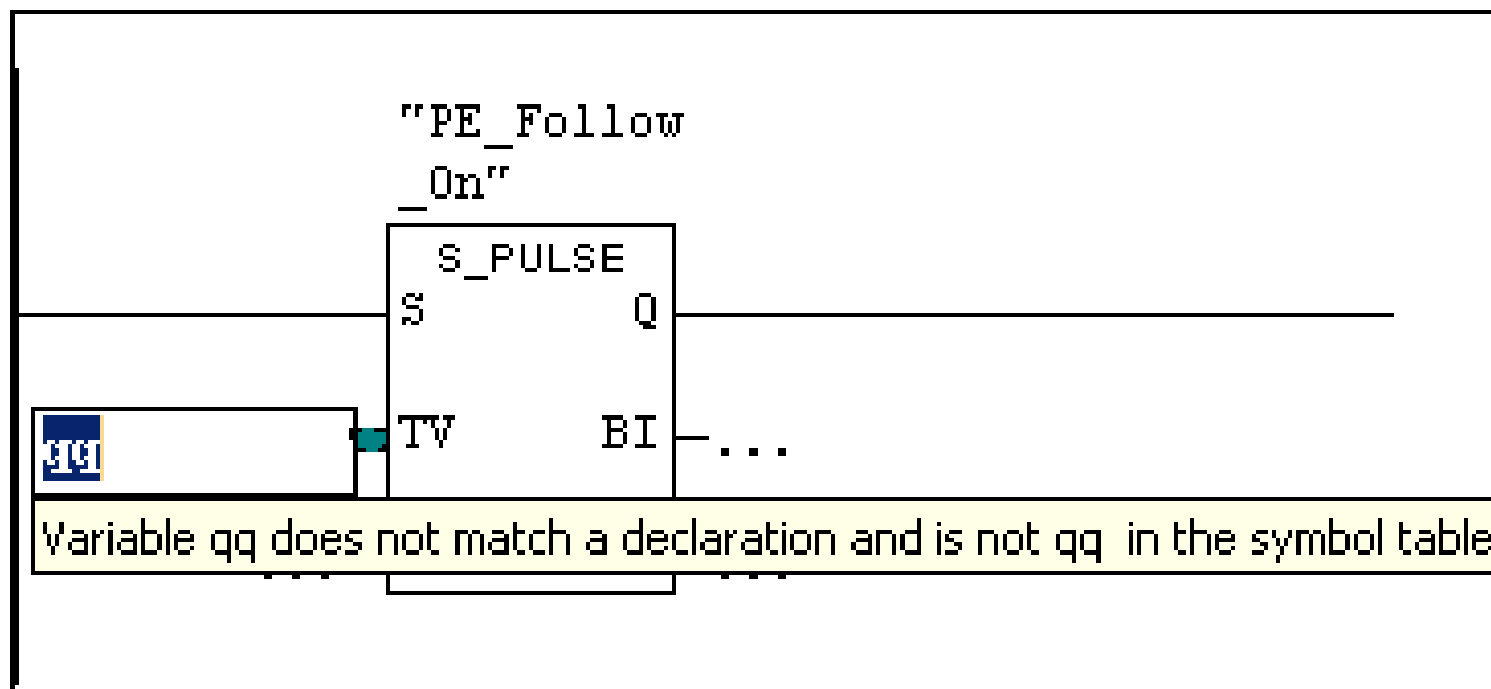 "PE_Follow
_On"
S_PULSE
S Q
qq TV BI ...
Variable qq does not match a declaration and is not qq in the symbol table
... ...